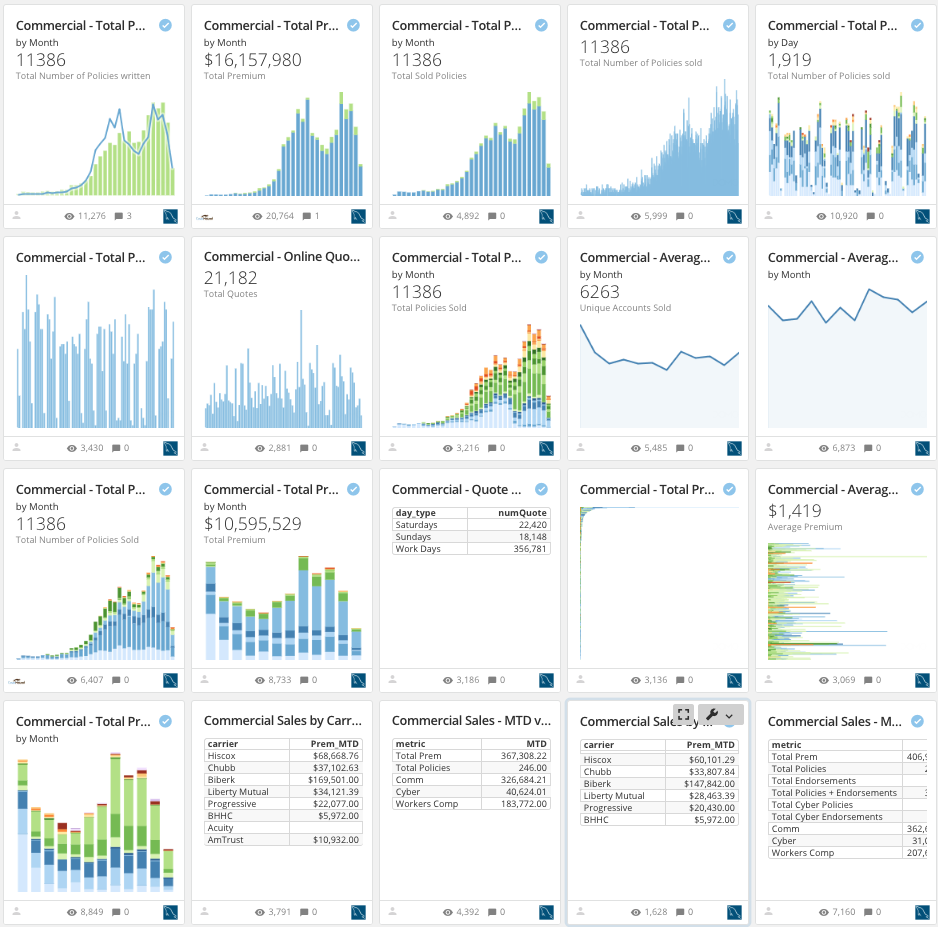 Commercial - Total P...
by Month
11386
Total Number of Policies written
11,276 3
Commercial - Total Pr...
by Month
$16,157,980
Total Premium
20,764 1
Commercial - Total P...
by Month
11386
Total Sold Policies
4,892 0
Commercial - Total P...
11386
Total Number of Policies sold
5,999 0
Commercial - Total P...
by Day
1,919
Total Number of Policies sold
10,920 0
Commercial - Total P...
3,430 0
Commercial - Online Quo...
21,182
Total Quotes
2,881 0
Commercial - Total P...
by Month
11386
Total Policies Sold
3,216 0
Commercial - Averag...
by Month
6263
Unique Accounts Sold
5,485 0
Commercial - Averag...
by Month
6,873 0
Commercial - Total P...
by Month
11386
Total Number of Policies Sold
6,407 0
Commercial - Total Pr...
by Month
$10,595,529
Total Premium
8,733 0
Commercial - Quote ...
day_type numQuote
Saturdays 22,420
Sundays 18,148
Work Days 356,781
3,186 0
Commercial - Total Pr...
3,136 0
Commercial - Averag...
$1,419
Average Premium
3,069 0
Commercial - Total Pr...
by Month
8,849 0
Commercial Sales by Carr...
carrier Prem_MTD
Hiscox $68,668.76
Chubb $37,102.63
Biberk $169,501.00
Liberty Mutual $34,121.39
Progressive $22,077.00
BHHC $5,972.00
Acuity
AmTrust $10,932.00
3,791 0
Commercial Sales - MTD v...
metric MTD
Total Prem 367,308.22
Total Policies 246.00
Comm 326,684.21
Cyber 40,624.01
Workers Comp 183,772.00
4,392 0
Commercial Sales by
carrier Prem_MTD
Hiscox $60,101.29
Chubb $33,807.84
Biberk $147,842.00
Liberty Mutual $28,463.39
Progressive $20,430.00
BHHC $5,972.00
1,628 0
Commercial Sales - M...
metric
Total Prem 406,9
Total Policies
Total Endorsements
Total Policies + Endorsements
Total Cyber Policies
Total Cyber Endorsements
Comm 362,6
Cyber 31,0
Workers Comp 207,6
7,160 0